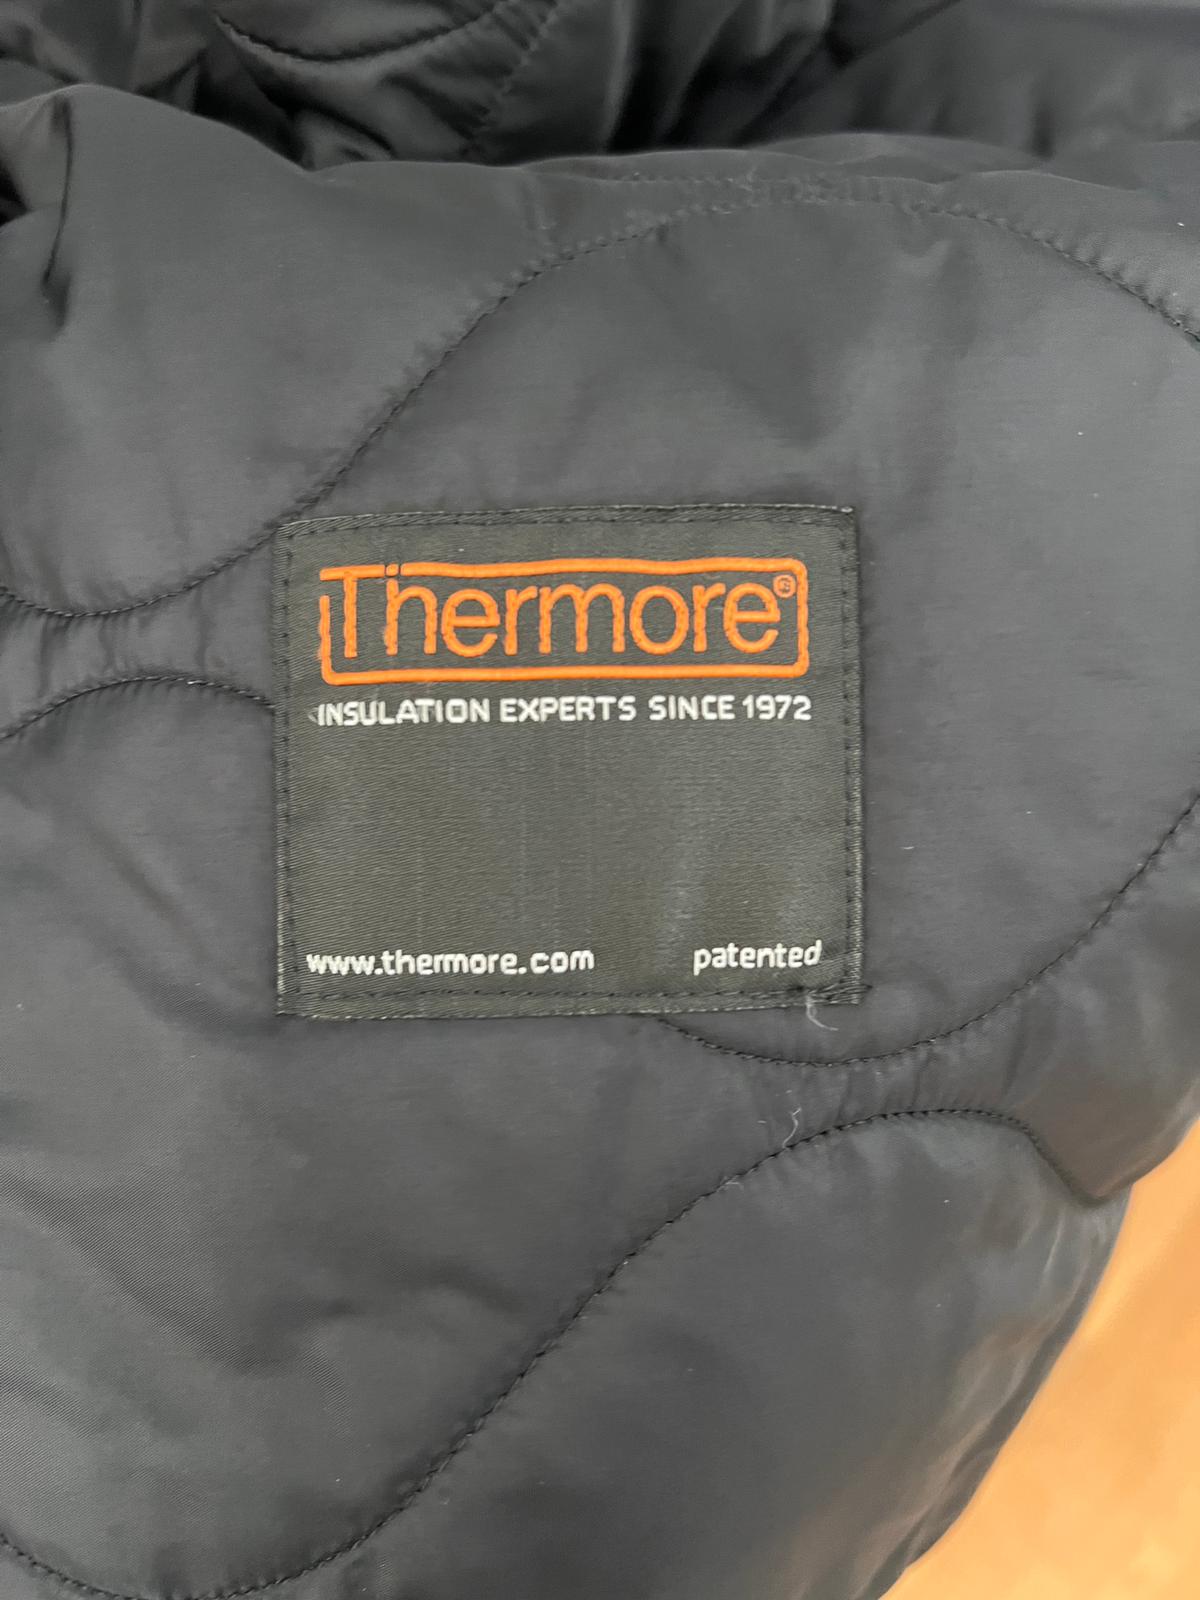 Thermore®
INSULATION EXPERTS SINCE 1972
www.thermore.com patented